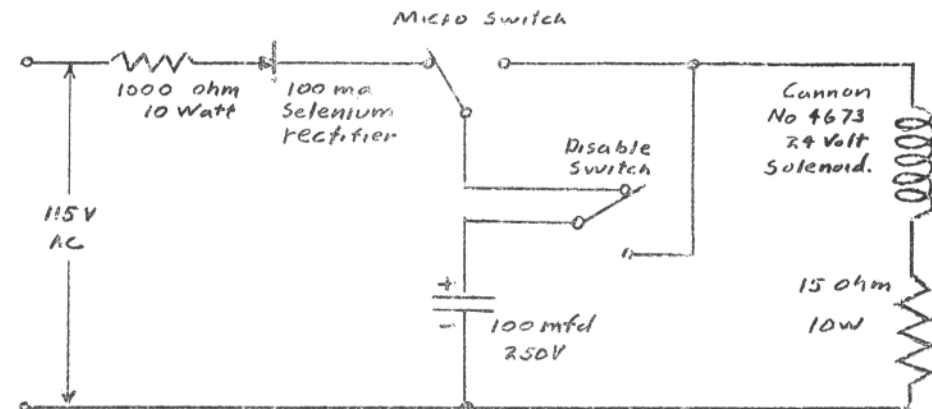 Micro Switch
1000 ohm
10 Watt
100 ma
Selenium
rectifier
Cannon
No 4673
24 Volt
Solenoid.
Disable
Switch
115 V
AC
+
-
100 mfd
250V
15 Ohm
10W